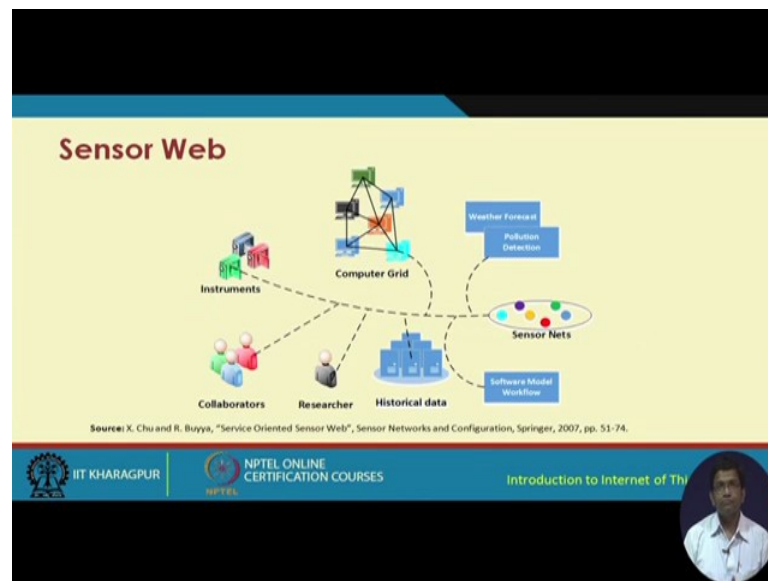 Sensor Web
Weather Forecast
Pollution
Detection
Computer Grid
Instruments
Sensor Nets
Collaborators
Researcher
Historical data
Software Model
Workflow
Source: X. Chu and R. Buyya, "Service Oriented Sensor Web", Sensor Networks and Configuration, Springer, 2007, pp. 51-74.
IIT KHARAGPUR
NPTEL
NPTEL ONLINE
CERTIFICATION COURSES
Introduction to Internet of Thi